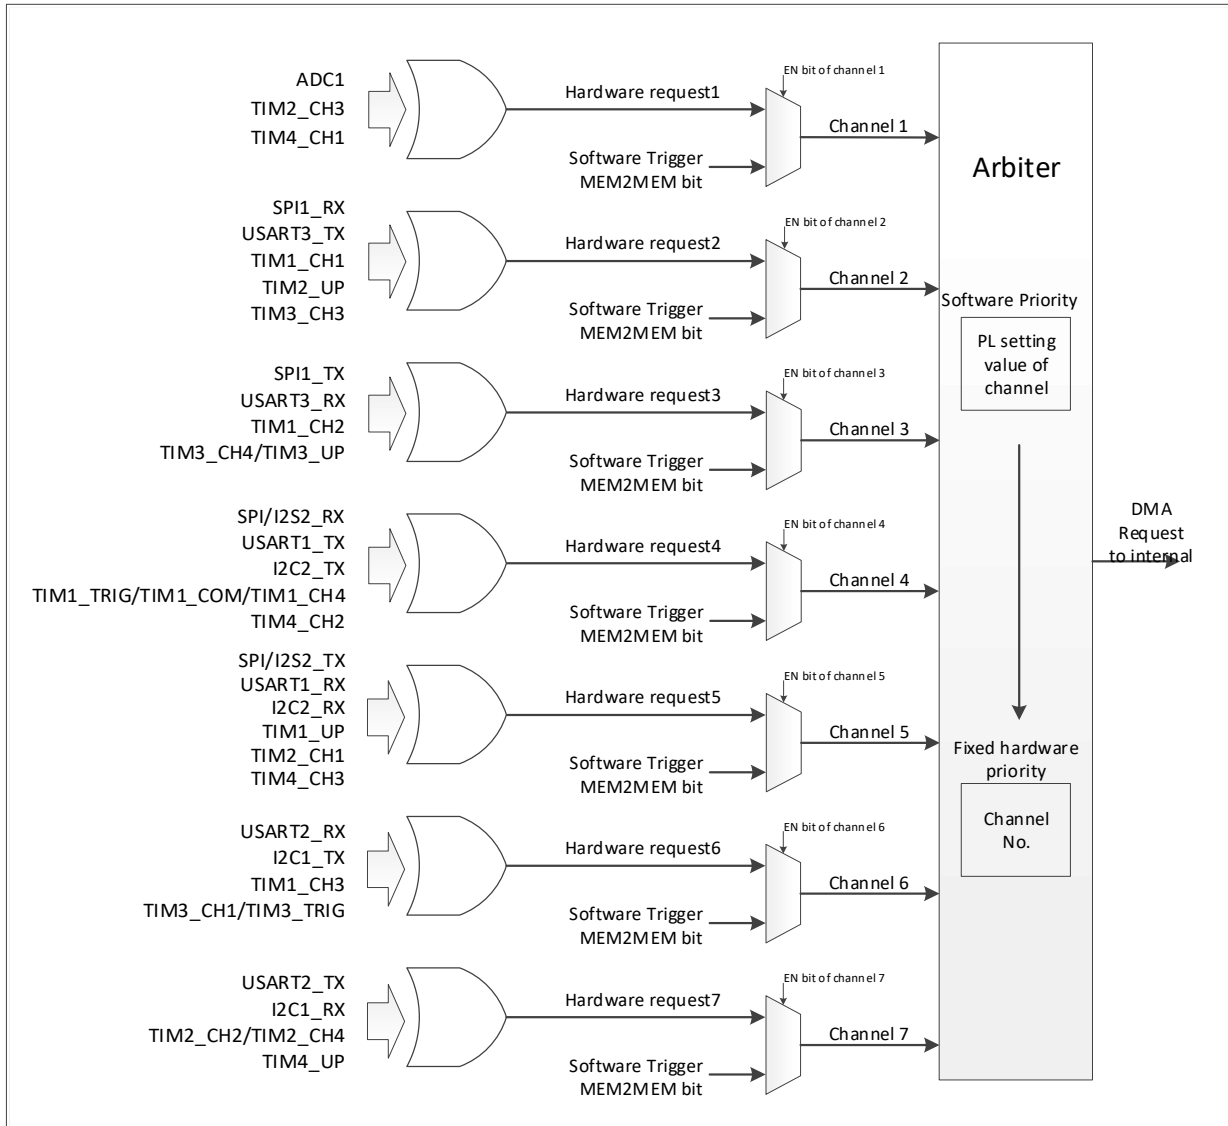 ADC1
TIM2_CH3
TIM4_CH1
Hardware request1
Software Trigger
MEM2MEM bit
EN bit of channel 1
Channel 1
SPI1_RX
USART3_TX
TIM1_CH1
TIM2_UP
TIM3_CH3
Hardware request2
Software Trigger
MEM2MEM bit
EN bit of channel 2
Channel 2
SPI1_TX
USART3_RX
TIM1_CH2
TIM3_CH4/TIM3_UP
Hardware request3
Software Trigger
MEM2MEM bit
EN bit of channel 3
Channel 3
SPI/I2S2_RX
USART1_TX
I2C2_TX
TIM1_TRIG/TIM1_COM/TIM1_CH4
TIM4_CH2
Hardware request4
Software Trigger
MEM2MEM bit
EN bit of channel 4
Channel 4
SPI/I2S2_TX
USART1_RX
I2C2_RX
TIM1_UP
TIM2_CH1
TIM4_CH3
Hardware request5
Software Trigger
MEM2MEM bit
EN bit of channel 5
Channel 5
USART2_RX
I2C1_TX
TIM1_CH3
TIM3_CH1/TIM3_TRIG
Hardware request6
Software Trigger
MEM2MEM bit
EN bit of channel 6
Channel 6
USART2_TX
I2C1_RX
TIM2_CH2/TIM2_CH4
TIM4_UP
Hardware request7
Software Trigger
MEM2MEM bit
EN bit of channel 7
Channel 7
Arbiter
Software Priority
PL setting
value of
channel
Fixed hardware
priority
Channel
No.
DMA
Request
to internal